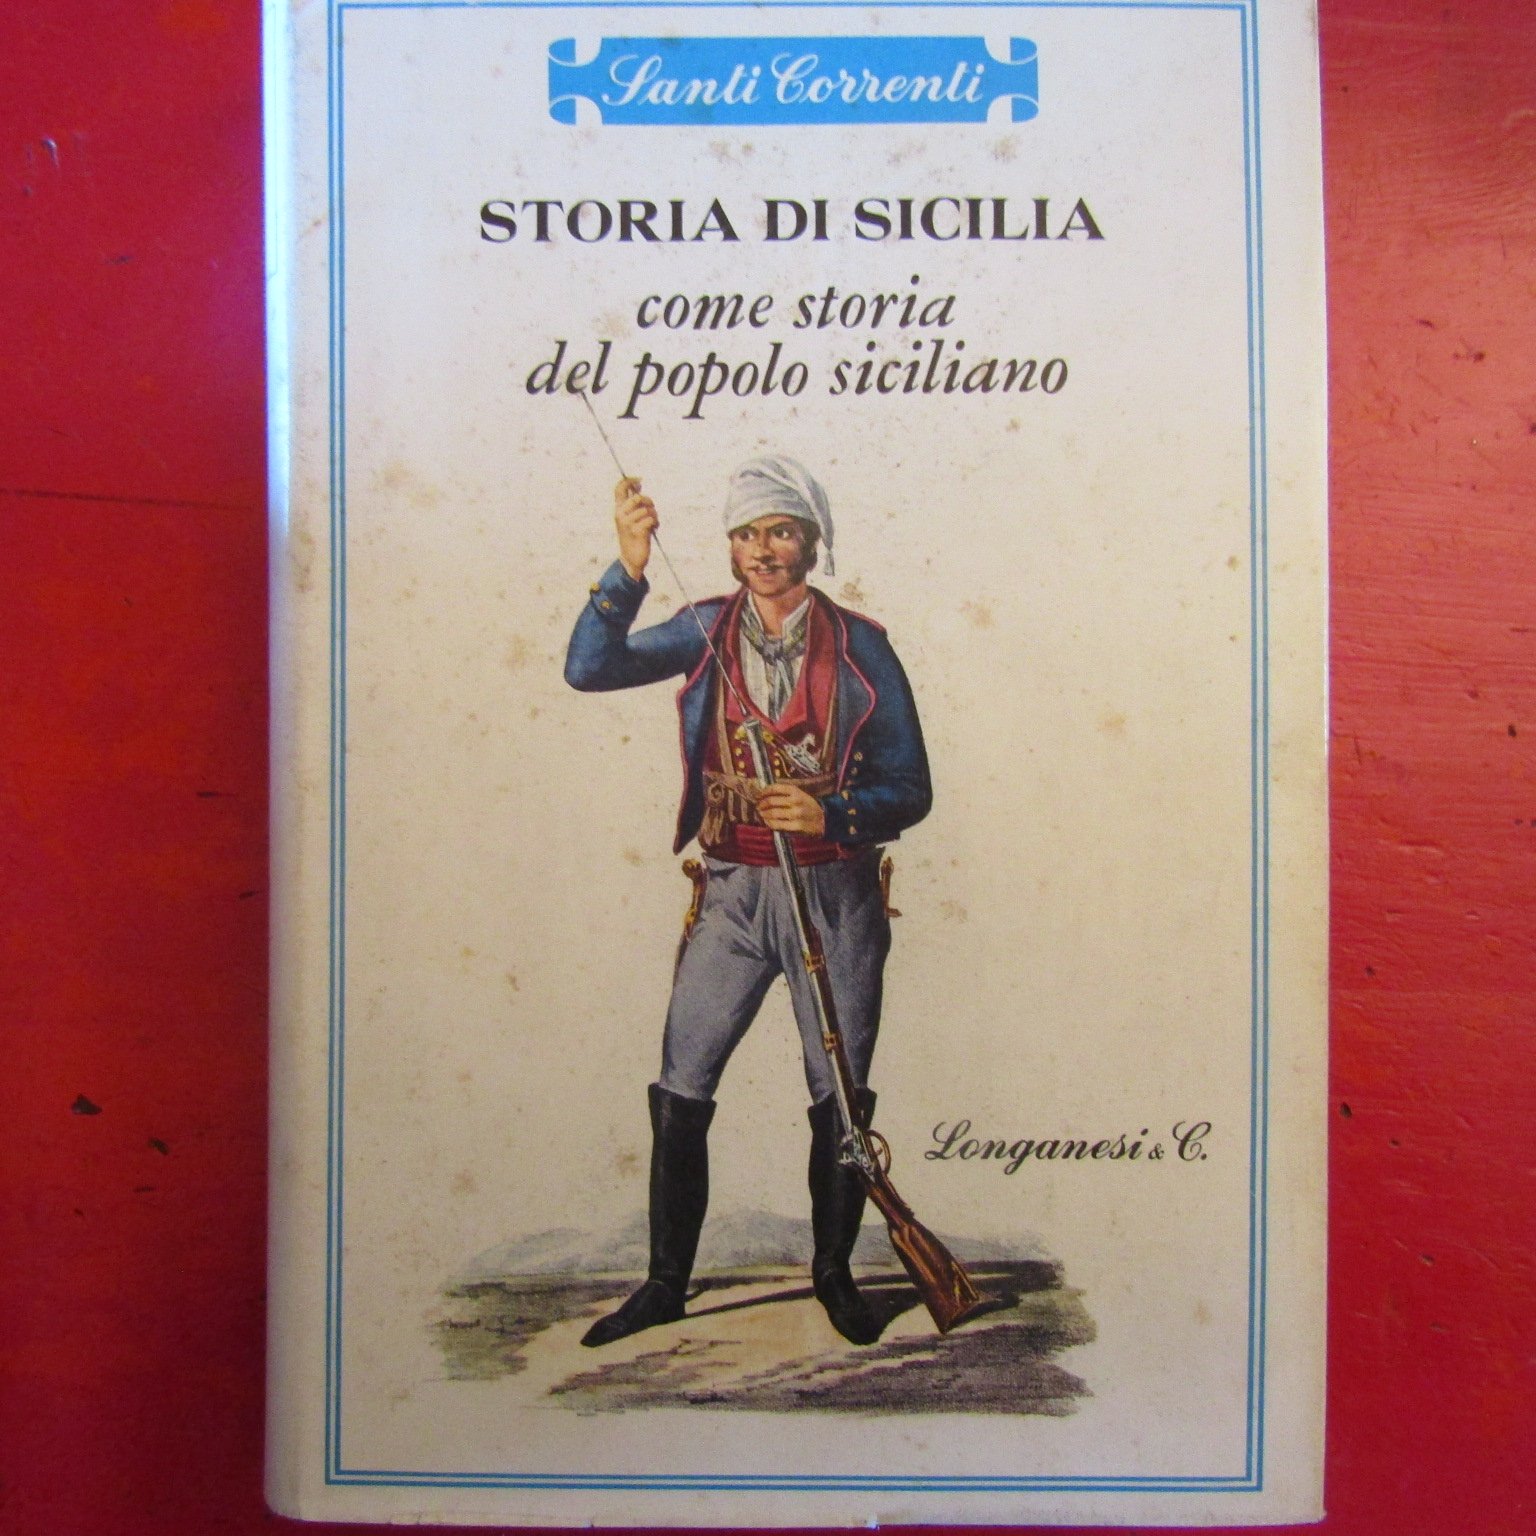 Santi Correnti
STORIA DI SICILIA
come storia
del popolo siciliano
Longanesi & C.